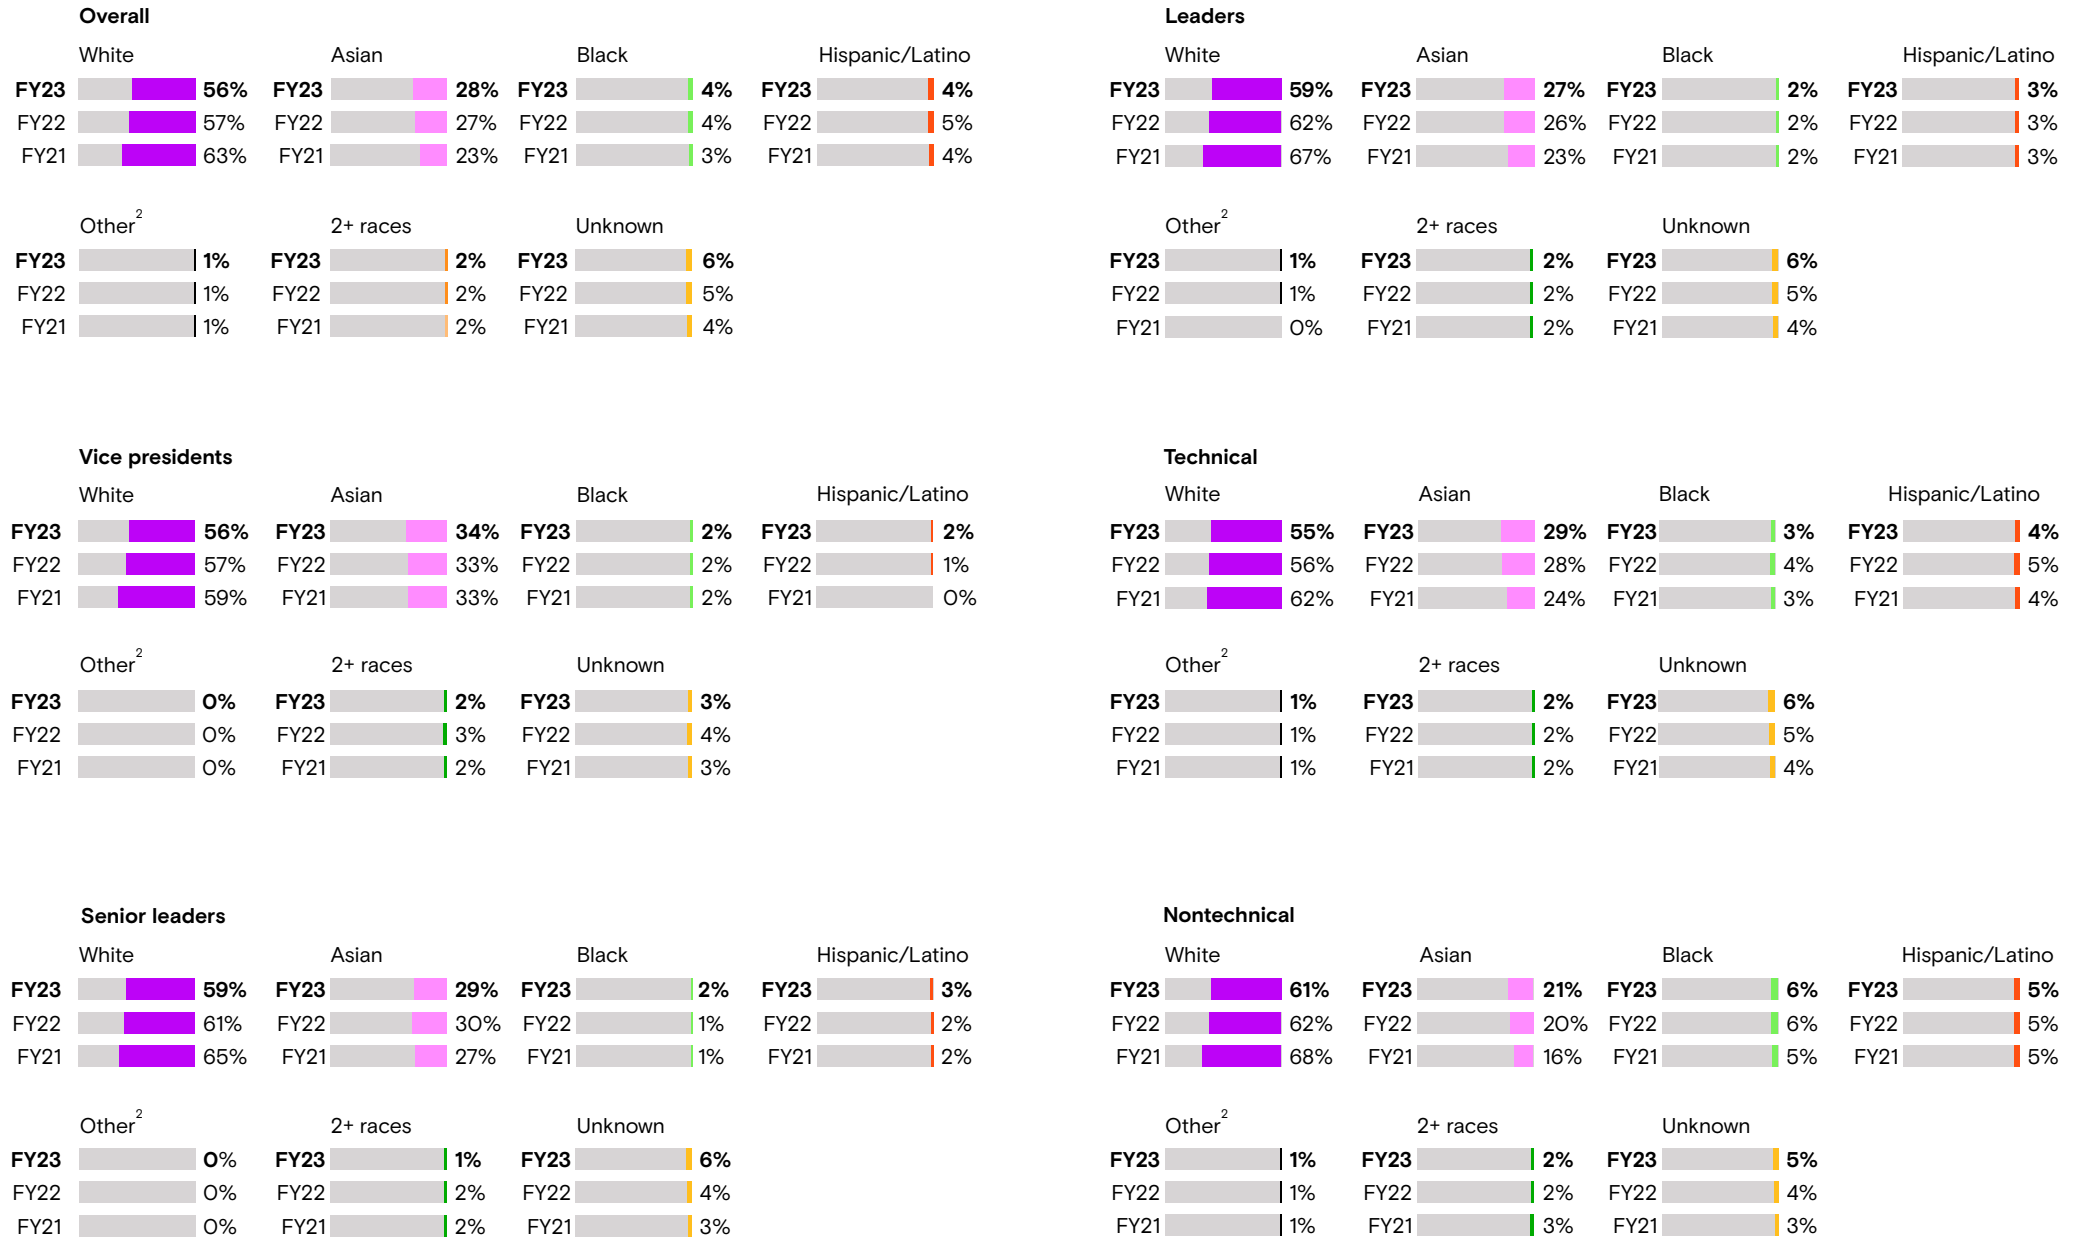 Overall
White Asian Black Hispanic/Latino
FY23 56% FY23 28% FY23 4% FY23 4%
FY22 57% FY22 27% FY22 4% FY22 5%
FY21 63% FY21 23% FY21 3% FY21 4%
Other2 2+ races Unknown
FY23 1% FY23 2% FY23 6%
FY22 1% FY22 2% FY22 5%
FY21 1% FY21 2% FY21 4%
Leaders
White Asian Black Hispanic/Latino
FY23 59% FY23 27% FY23 2% FY23 3%
FY22 62% FY22 26% FY22 2% FY22 3%
FY21 67% FY21 23% FY21 2% FY21 3%
Other2 2+ races Unknown
FY23 1% FY23 2% FY23 6%
FY22 1% FY22 2% FY22 5%
FY21 0% FY21 2% FY21 4%
Vice presidents
White Asian Black Hispanic/Latino
FY23 56% FY23 34% FY23 2% FY23 2%
FY22 57% FY22 33% FY22 2% FY22 1%
FY21 59% FY21 33% FY21 2% FY21 0%
Other2 2+ races Unknown
FY23 0% FY23 2% FY23 3%
FY22 0% FY22 3% FY22 4%
FY21 0% FY21 2% FY21 3%
Technical
White Asian Black Hispanic/Latino
FY23 55% FY23 29% FY23 3% FY23 4%
FY22 56% FY22 28% FY22 4% FY22 5%
FY21 62% FY21 24% FY21 3% FY21 4%
Other2 2+ races Unknown
FY23 1% FY23 2% FY23 6%
FY22 1% FY22 2% FY22 5%
FY21 1% FY21 2% FY21 4%
Senior leaders
White Asian Black Hispanic/Latino
FY23 59% FY23 29% FY23 2% FY23 3%
FY22 61% FY22 30% FY22 1% FY22 2%
FY21 65% FY21 27% FY21 1% FY21 2%
Other2 2+ races Unknown
FY23 0% FY23 1% FY23 6%
FY22 0% FY22 2% FY22 4%
FY21 0% FY21 2% FY21 3%
Nontechnical
White Asian Black Hispanic/Latino
FY23 61% FY23 21% FY23 6% FY23 5%
FY22 62% FY22 20% FY22 6% FY22 5%
FY21 68% FY21 16% FY21 5% FY21 5%
Other2 2+ races Unknown
FY23 1% FY23 2% FY23 5%
FY22 1% FY22 2% FY22 4%
FY21 1% FY21 3% FY21 3%